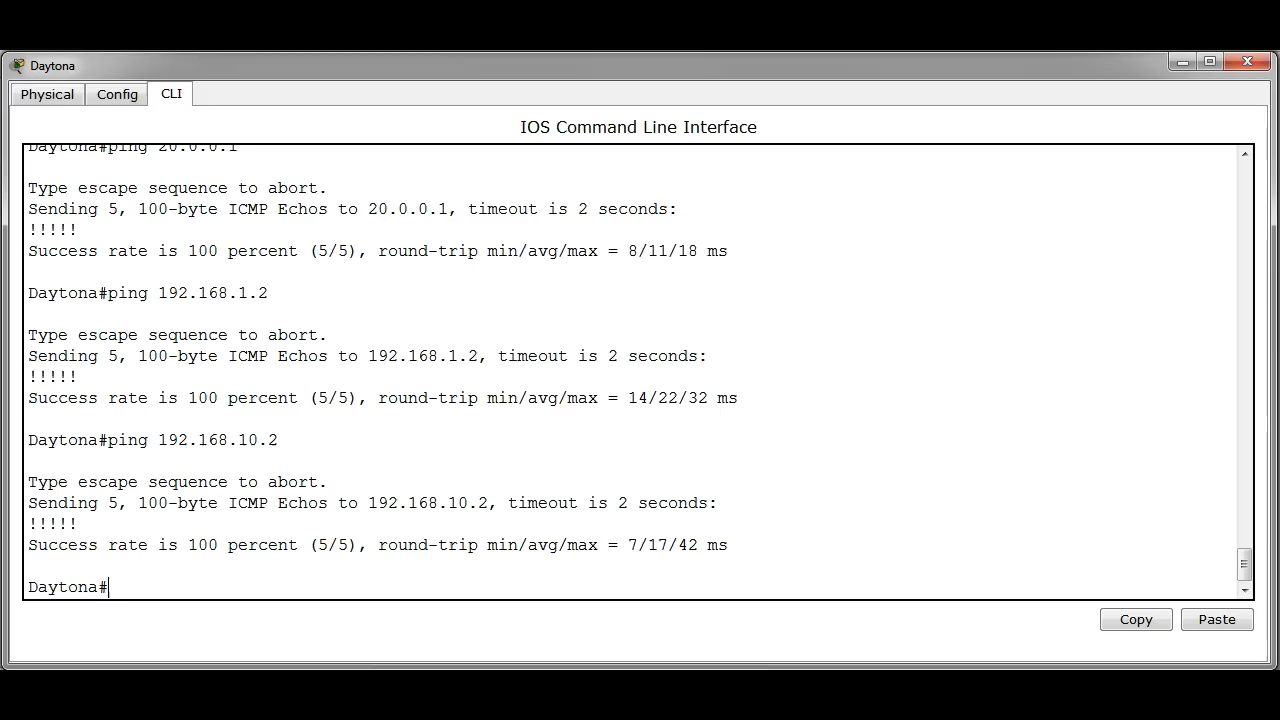 Daytona
Physical
Config
CLI
IOS Command Line Interface
Daytona#ping 20.0.0.1
Type escape sequence to abort.
Sending 5, 100-byte ICMP Echos to 20.0.0.1, timeout is 2 seconds:
!!!!!
Success rate is 100 percent (5/5), round-trip min/avg/max = 8/11/18 ms
Daytona#ping 192.168.1.2
Type escape sequence to abort.
Sending 5, 100-byte ICMP Echos to 192.168.1.2, timeout is 2 seconds:
!!!!!
Success rate is 100 percent (5/5), round-trip min/avg/max = 14/22/32 ms
Daytona#ping 192.168.10.2
Type escape sequence to abort.
Sending 5, 100-byte ICMP Echos to 192.168.10.2, timeout is 2 seconds:
!!!!!
Success rate is 100 percent (5/5), round-trip min/avg/max = 7/17/42 ms
Daytona#
Copy
Paste